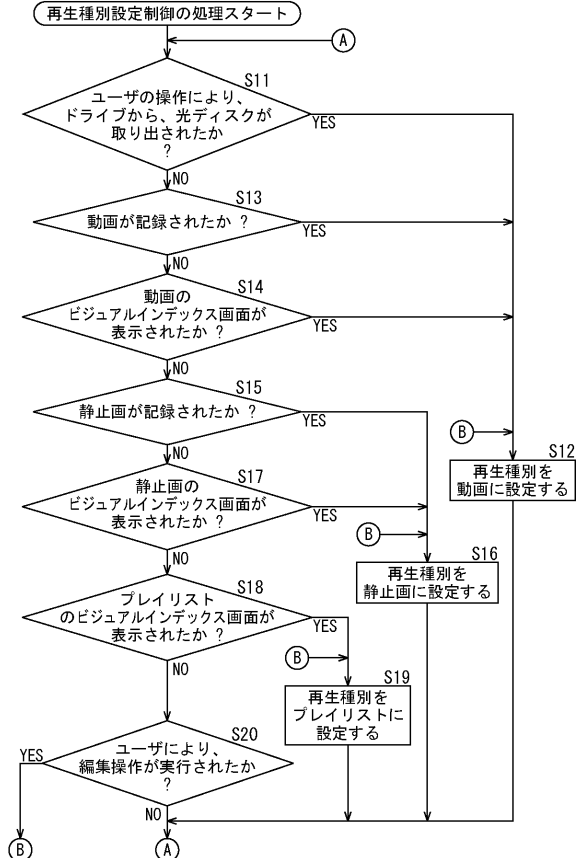 再生種別設定制御の処理スタート
A
S11
ユーザの操作により、
ドライブから、光ディスクが
取り出されたか
?
YES
NO
S13
動画が記録されたか ?
YES
NO
S14
動画の
ビジュアルインデックス画面が
表示されたか ?
YES
NO
S15
静止画が記録されたか ?
YES
NO
B
S12
再生種別を
動画に設定する
S17
静止画の
ビジュアルインデックス画面が
表示されたか ?
YES
NO
B
S16
再生種別を
静止画に設定する
S18
プレイリスト
のビジュアルインデックス画面が
表示されたか ?
YES
NO
B
S19
再生種別を
プレイリストに
設定する
S20
ユーザにより、
編集操作が実行されたか
?
YES
NO
B
A